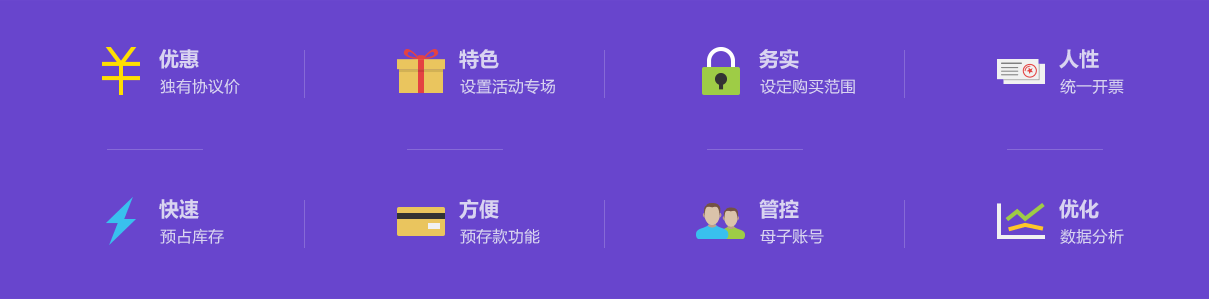 优惠
独有协议价
特色
设置活动专场
务实
设定购买范围
人性
统一开票
快速
预占库存
方便
预存款功能
管控
母子账号
优化
数据分析